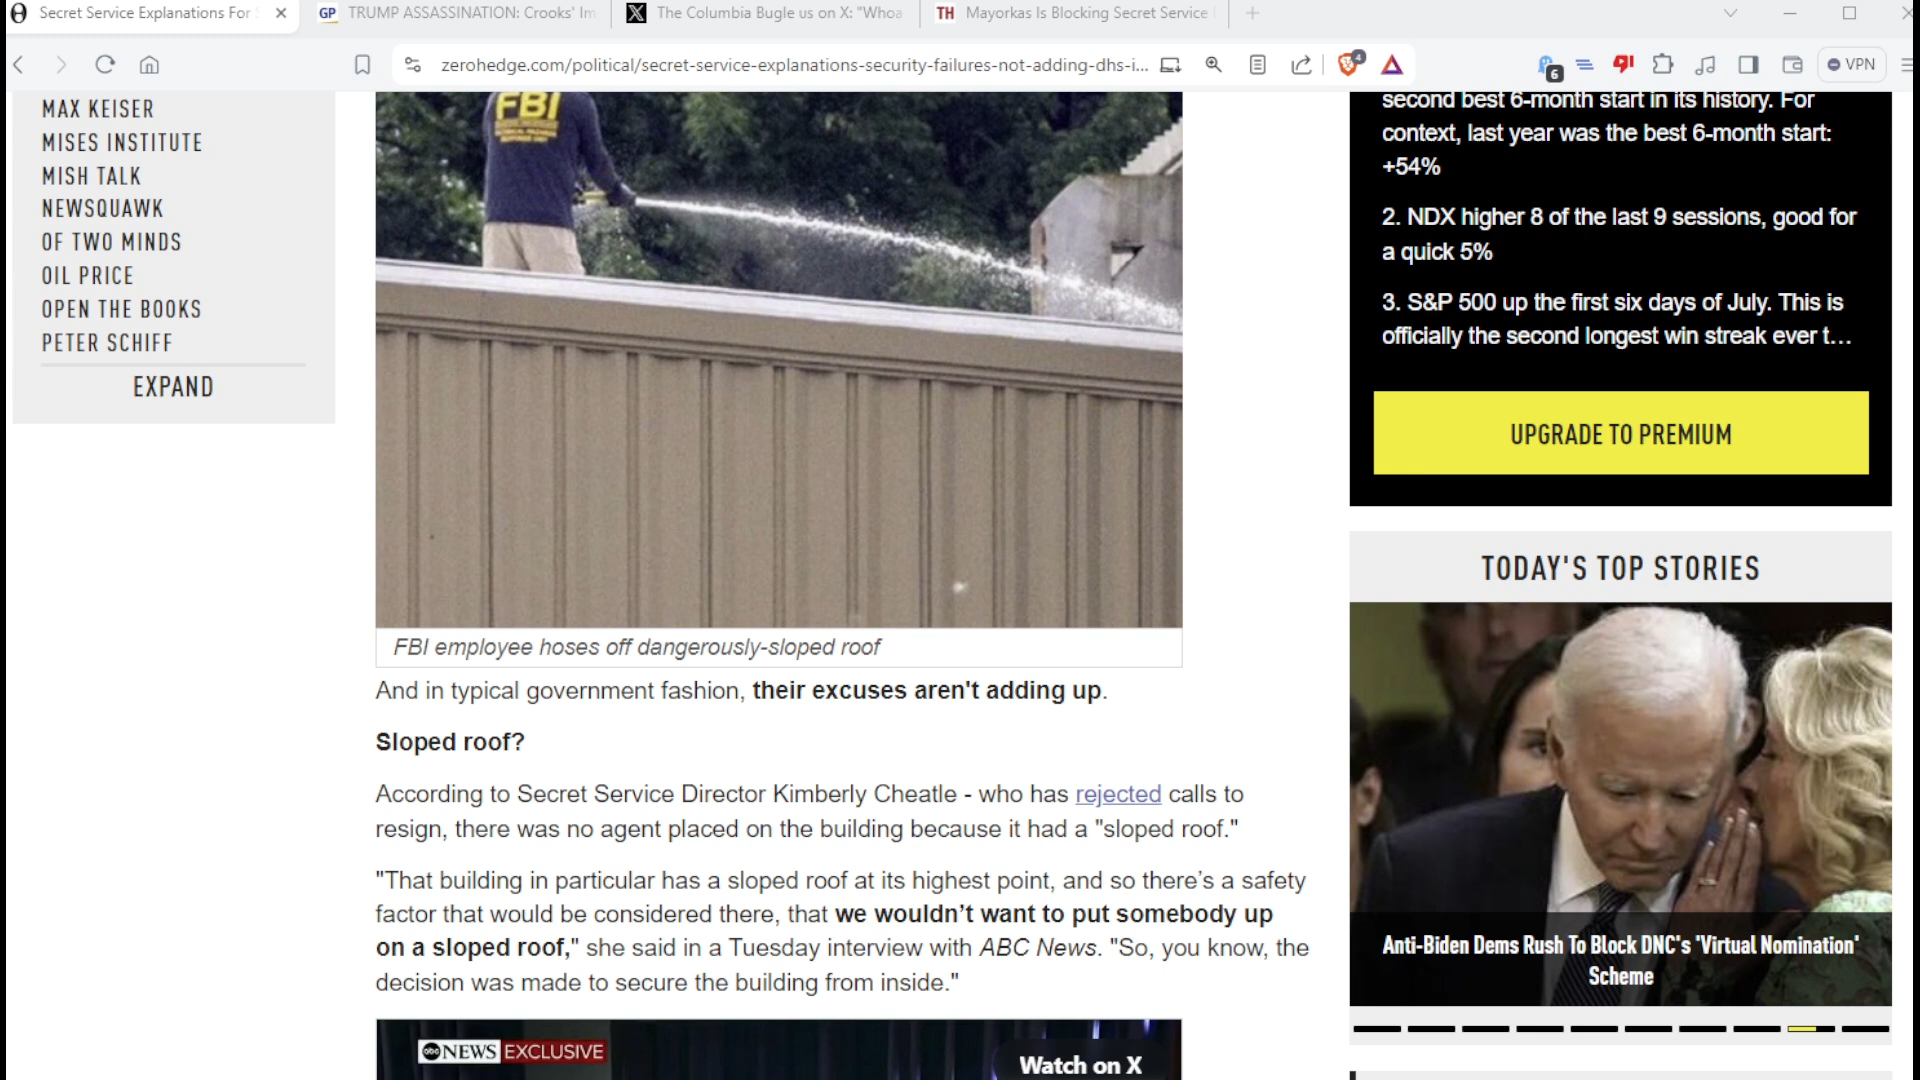 Secret Service Explanations For
GP TRUMP ASSASSINATION: Crooks' Im
X The Columbia Bugle us on X: "Whoa
TH Mayorkas Is Blocking Secret Service
zerohedge.com/political/secret-service-explanations-security-failures-not-adding-dhs-i...
4
6
VPN
MAX KEISER
MISES INSTITUTE
MISH TALK
NEWSQUAWK
OF TWO MINDS
OIL PRICE
OPEN THE BOOKS
PETER SCHIFF
EXPAND
FBI
FBI employee hoses off dangerously-sloped roof
And in typical government fashion, their excuses aren't adding up.
Sloped roof?
According to Secret Service Director Kimberly Cheatle - who has rejected calls to
resign, there was no agent placed on the building because it had a "sloped roof."
"That building in particular has a sloped roof at its highest point, and so there's a safety
factor that would be considered there, that we wouldn't want to put somebody up
on a sloped roof," she said in a Tuesday interview with ABC News. "So, you know, the
decision was made to secure the building from inside."
abc NEWS EXCLUSIVE
Watch on X
second best 6-month start in its history. For
context, last year was the best 6-month start:
+54%
2. NDX higher 8 of the last 9 sessions, good for
a quick 5%
3. S&P 500 up the first six days of July. This is
officially the second longest win streak ever t...
UPGRADE TO PREMIUM
TODAY'S TOP STORIES
Anti-Biden Dems Rush To Block DNC's 'Virtual Nomination'
Scheme